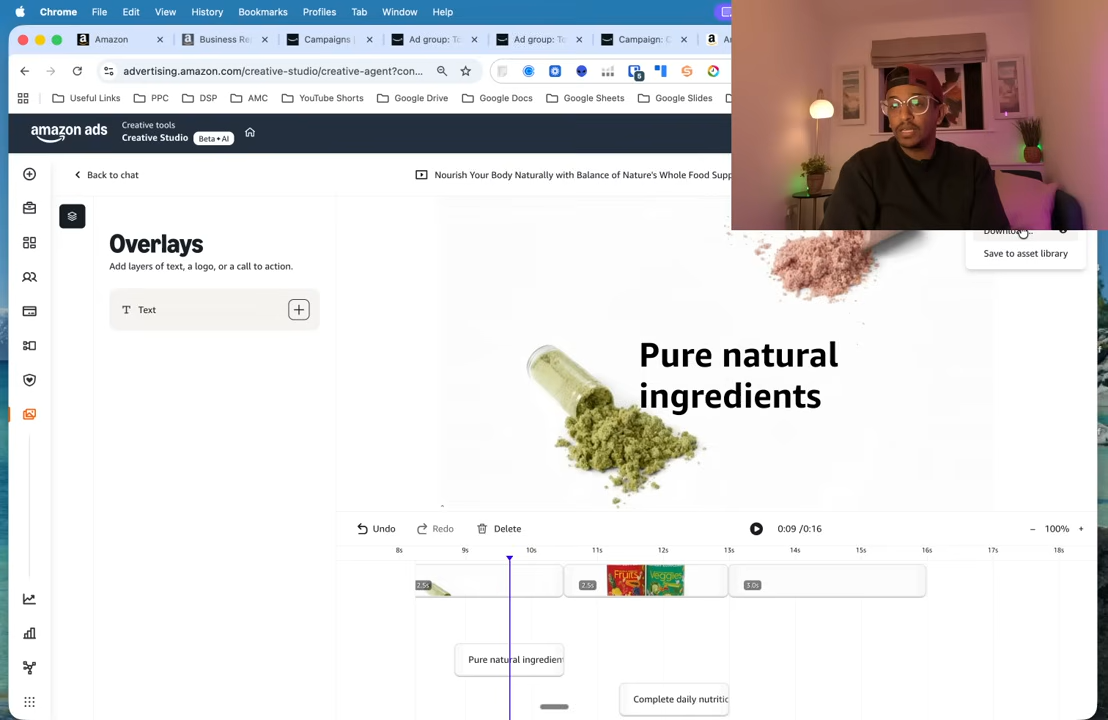 Chrome File Edit View History Bookmarks Profiles Tab Window Help
Amazon
Business Re
Campaigns
Ad group: To
Ad group: To
Campaign: C
advertising.amazon.com/creative-studio/creative-agent?con...
5
Useful Links PPC DSP AMC YouTube Shorts Google Drive Google Docs Google Sheets Google Slides
amazon ads
Creative tools
Creative Studio Beta + AI
Back to chat
Nourish Your Body Naturally with Balance of Nature's Whole Food Supp
Overlays
Add layers of text, a logo, or a call to action.
T Text
Save to asset library
Pure natural
ingredients
Undo Redo Delete
0:09 /0:16
− 100% +
8s 9s 10s 11s 12s 13s 14s 15s 16s 17s 18s
2.5s
2.5s
Fruits
Veggies
3.0s
Pure natural ingredient
Complete daily nutritic